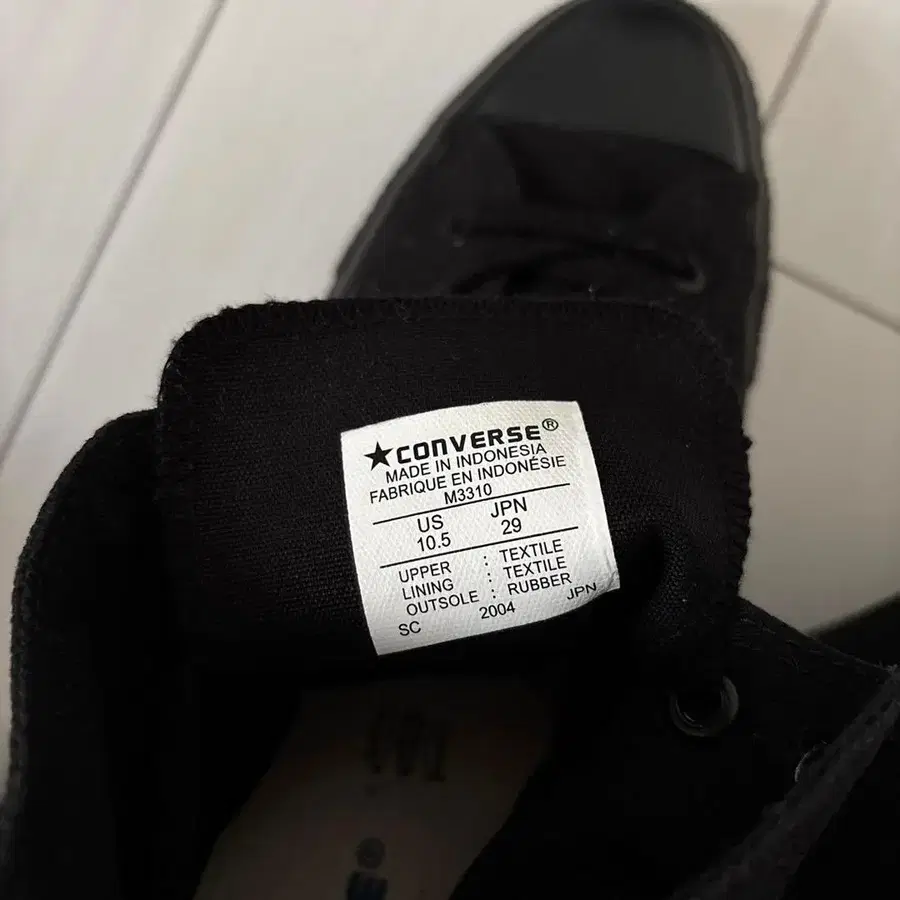 ★CONVERSE®
MADE IN INDONESIA
FABRIQUE EN INDONÉSIE
M3310
US JPN
10.5 29
UPPER : TEXTILE
LINING : TEXTILE
OUTSOLE : RUBBER
SC 2004 JPN